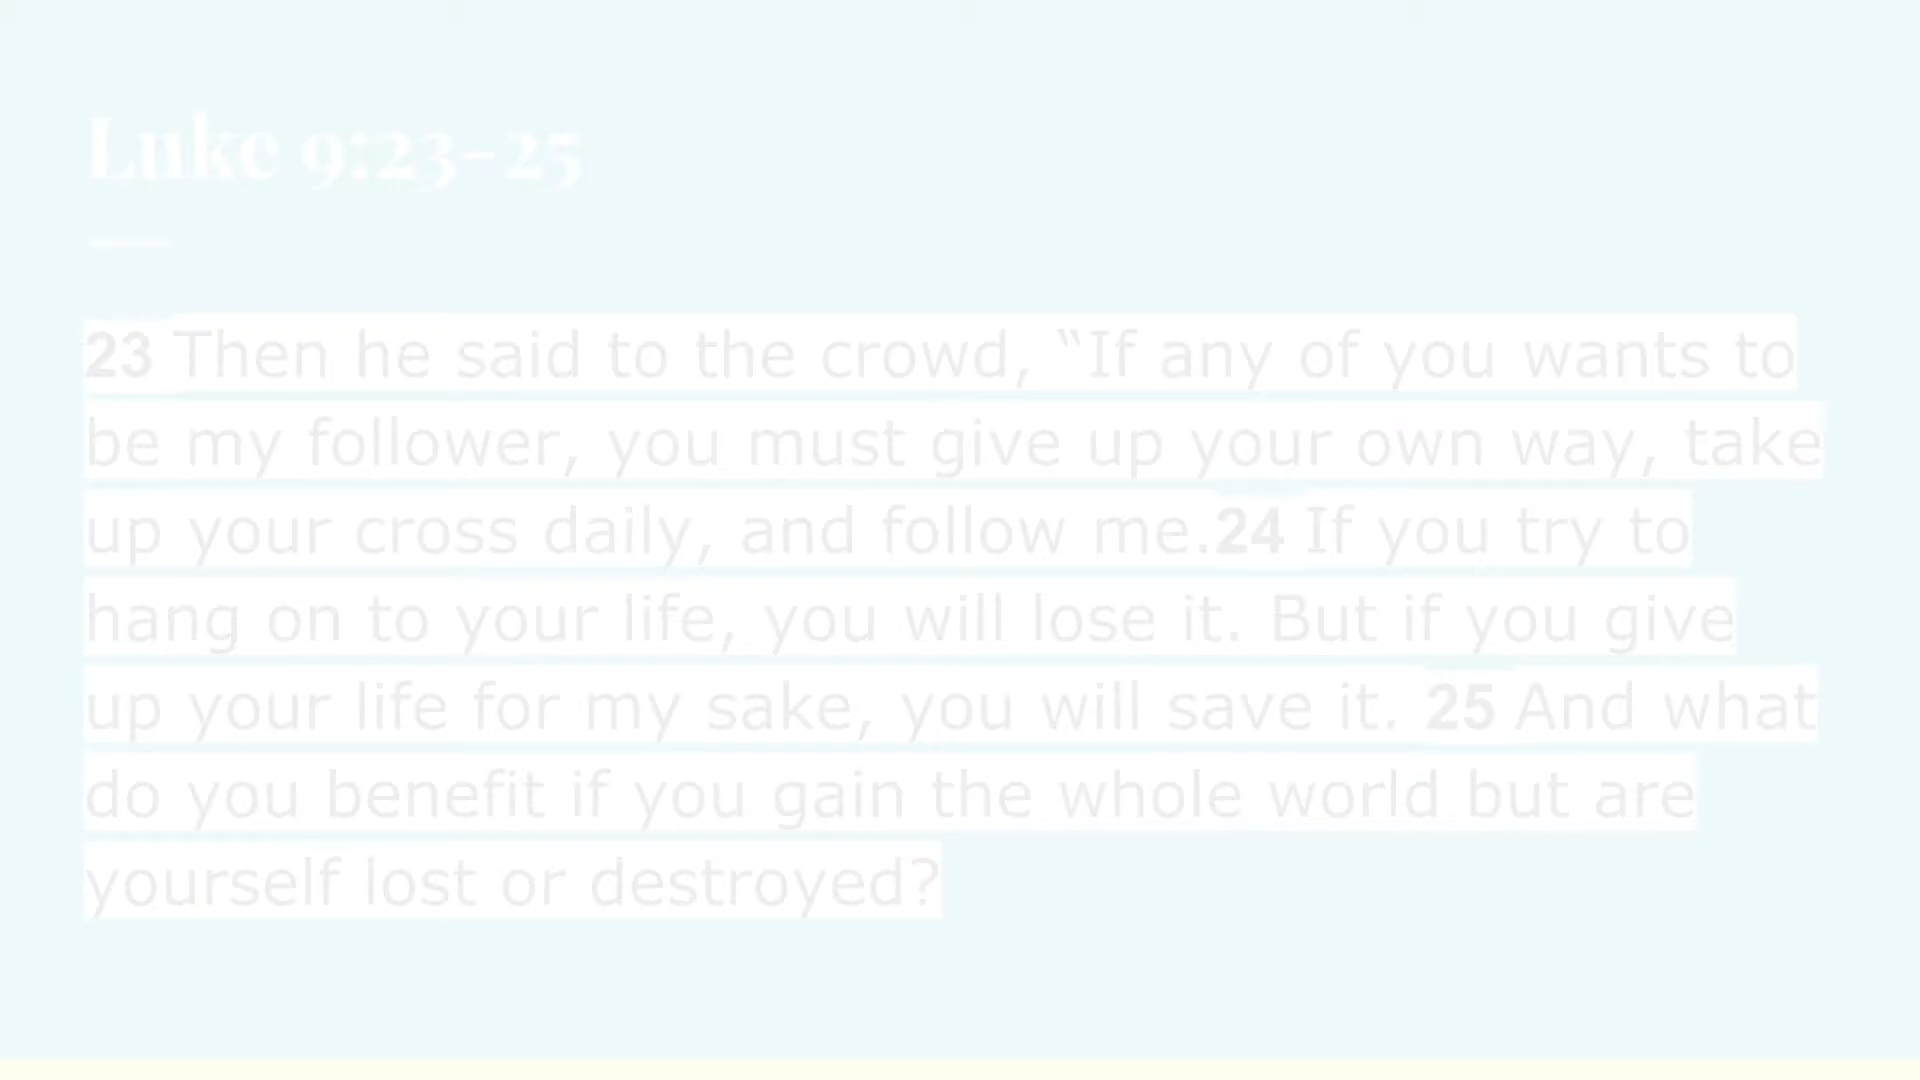 Luke 9:23-25
23 Then he said to the crowd, “If any of you wants to
be my follower, you must give up your own way, take
up your cross daily, and follow me.24 If you try to
hang on to your life, you will lose it. But if you give
up your life for my sake, you will save it. 25 And what
do you benefit if you gain the whole world but are
yourself lost or destroyed?